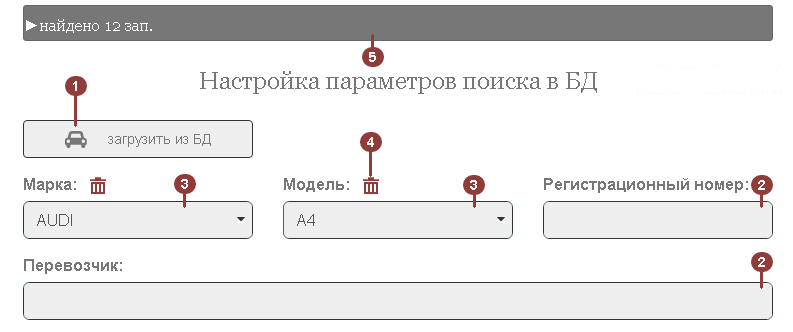 ▶найдено 12 зап.
5
Настройка параметров поиска в БД
1
загрузить из БД
4
Марка: 3 Модель: 3 Регистрационный номер: 2
AUDI A4
Перевозчик: 2